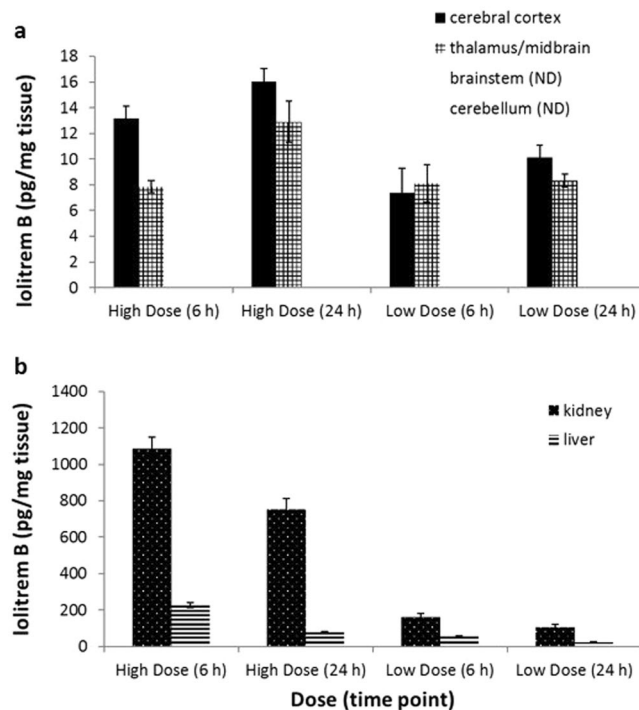 a
cerebral cortex
thalamus/midbrain
brainstem (ND)
cerebellum (ND)
lolitrem B (pg/mg tissue)
18
16
14
12
10
8
6
4
2
0
High Dose (6 h) High Dose (24 h) Low Dose (6 h) Low Dose (24 h)
b
kidney
liver
lolitrem B (pg/mg tissue)
1400
1200
1000
800
600
400
200
0
High Dose (6 h) High Dose (24 h) Low Dose (6 h) Low Dose (24 h)
Dose (time point)